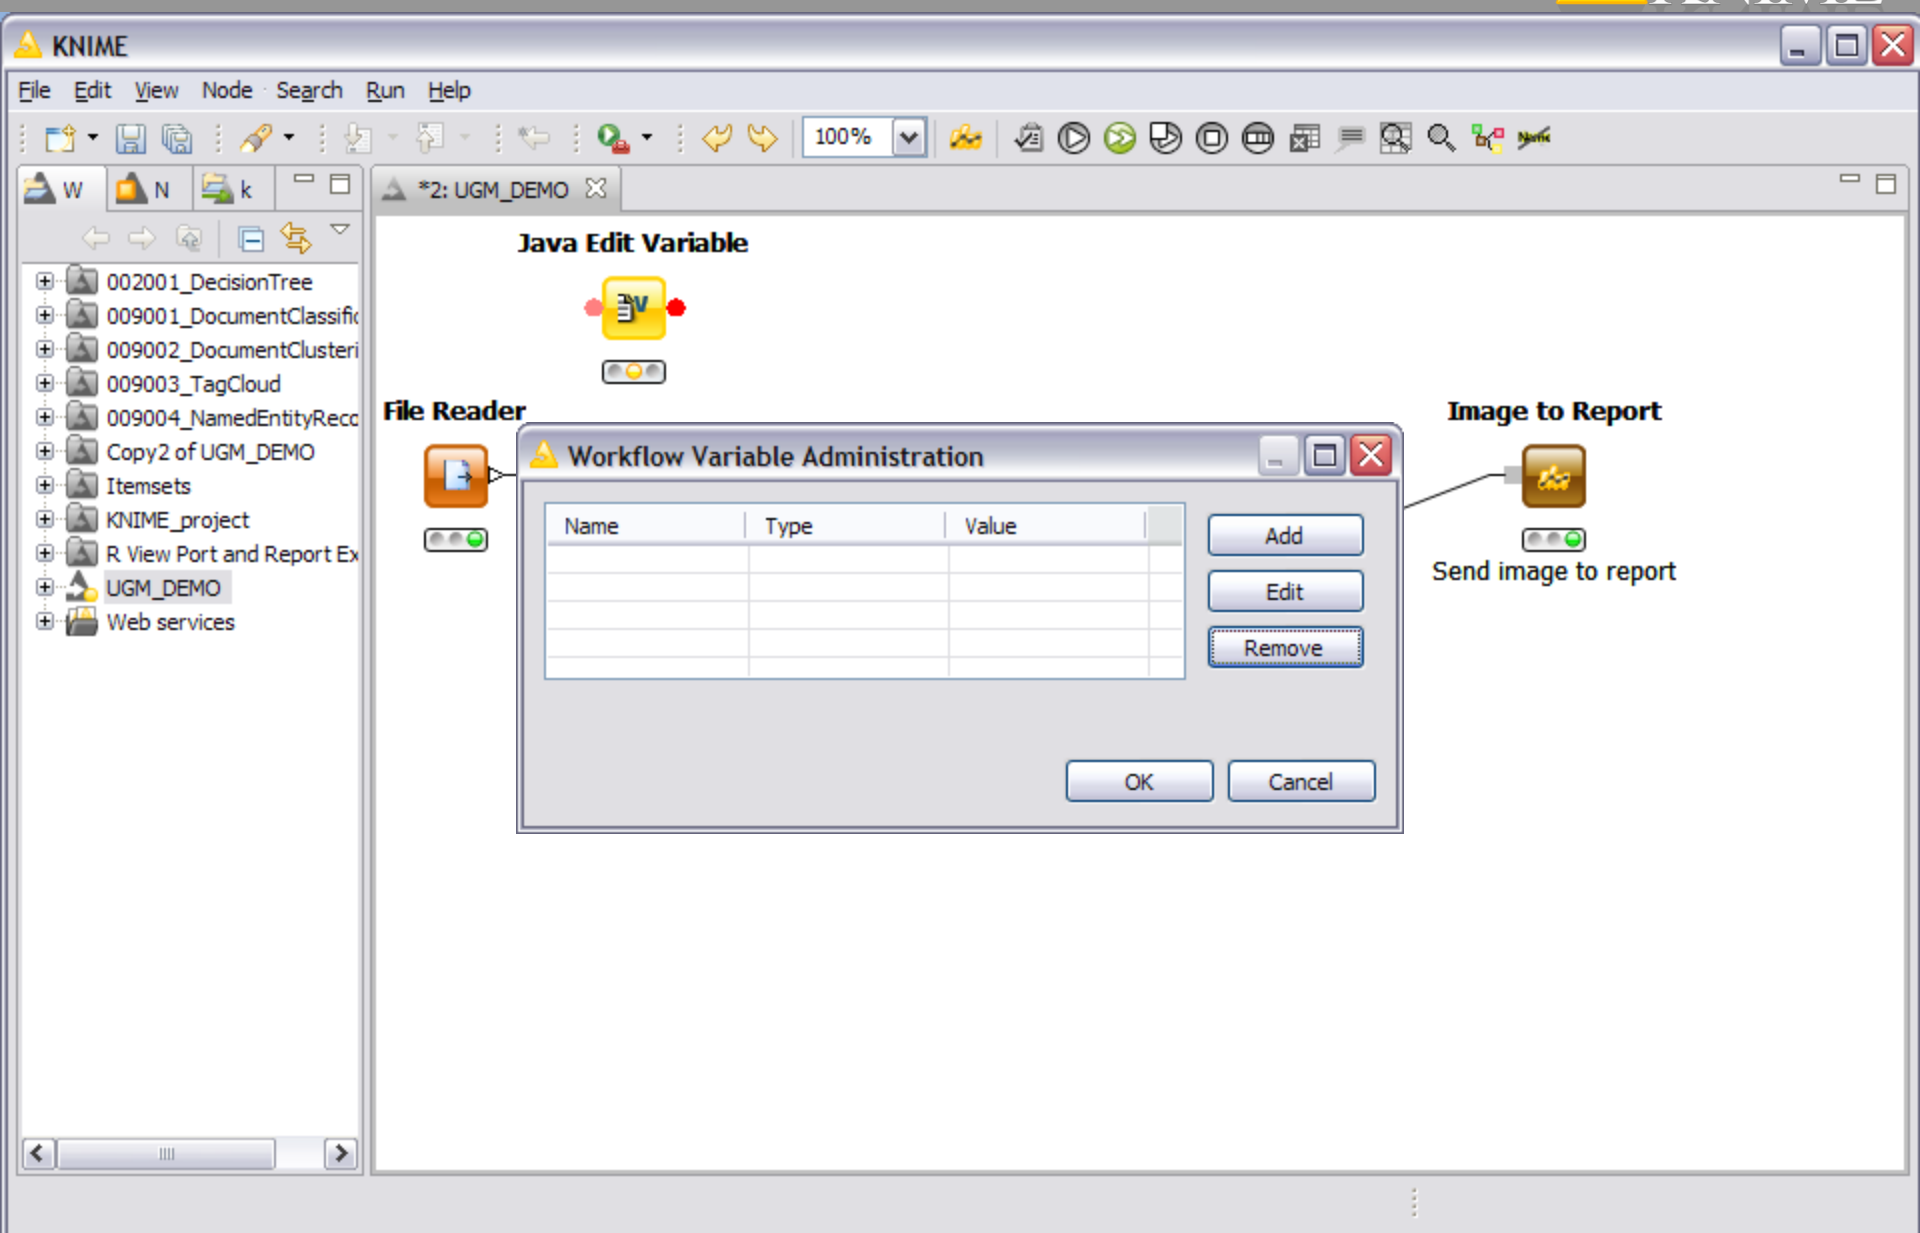 KNIME
File Edit View Node Search Run Help
100%
W N k
*2: UGM_DEMO
002001_DecisionTree
009001_DocumentClassific
009002_DocumentClusteri
009003_TagCloud
009004_NamedEntityReco
Copy2 of UGM_DEMO
Itemsets
KNIME_project
R View Port and Report Ex
UGM_DEMO
Web services
Java Edit Variable
V
File Reader
Image to Report
Send image to report
Workflow Variable Administration
Name Type Value
Add
Edit
Remove
OK Cancel